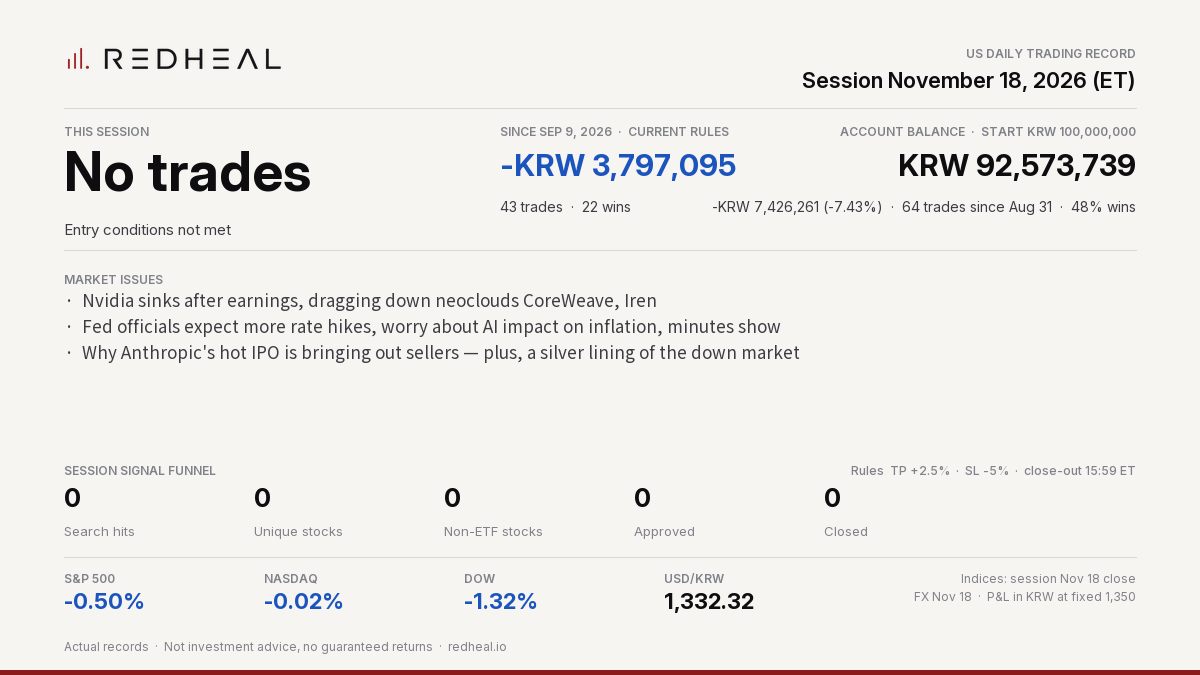 REDHEAL
US DAILY TRADING RECORD
Session November 18, 2026 (ET)
THIS SESSION
No trades
Entry conditions not met
SINCE SEP 9, 2026 · CURRENT RULES
-KRW 3,797,095
43 trades · 22 wins
ACCOUNT BALANCE · START KRW 100,000,000
KRW 92,573,739
-KRW 7,426,261 (-7.43%) · 64 trades since Aug 31 · 48% wins
MARKET ISSUES
· Nvidia sinks after earnings, dragging down neoclouds CoreWeave, Iren
· Fed officials expect more rate hikes, worry about AI impact on inflation, minutes show
· Why Anthropic's hot IPO is bringing out sellers — plus, a silver lining of the down market
SESSION SIGNAL FUNNEL
Rules TP +2.5% · SL -5% · close-out 15:59 ET
0 0 0 0 0
Search hits Unique stocks Non-ETF stocks Approved Closed
S&P 500 NASDAQ DOW USD/KRW
-0.50% -0.02% -1.32% 1,332.32
Indices: session Nov 18 close
FX Nov 18 · P&L in KRW at fixed 1,350
Actual records · Not investment advice, no guaranteed returns · redheal.io